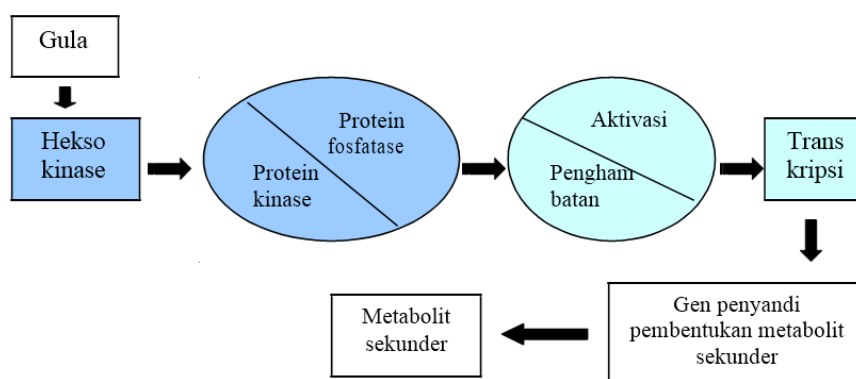 Gula
Hekso
kinase
Protein
fosfatase
Protein
kinase
Aktivasi
Pengham
batan
Trans
kripsi
Gen penyandi
pembentukan metabolit
sekunder
Metabolit
sekunder